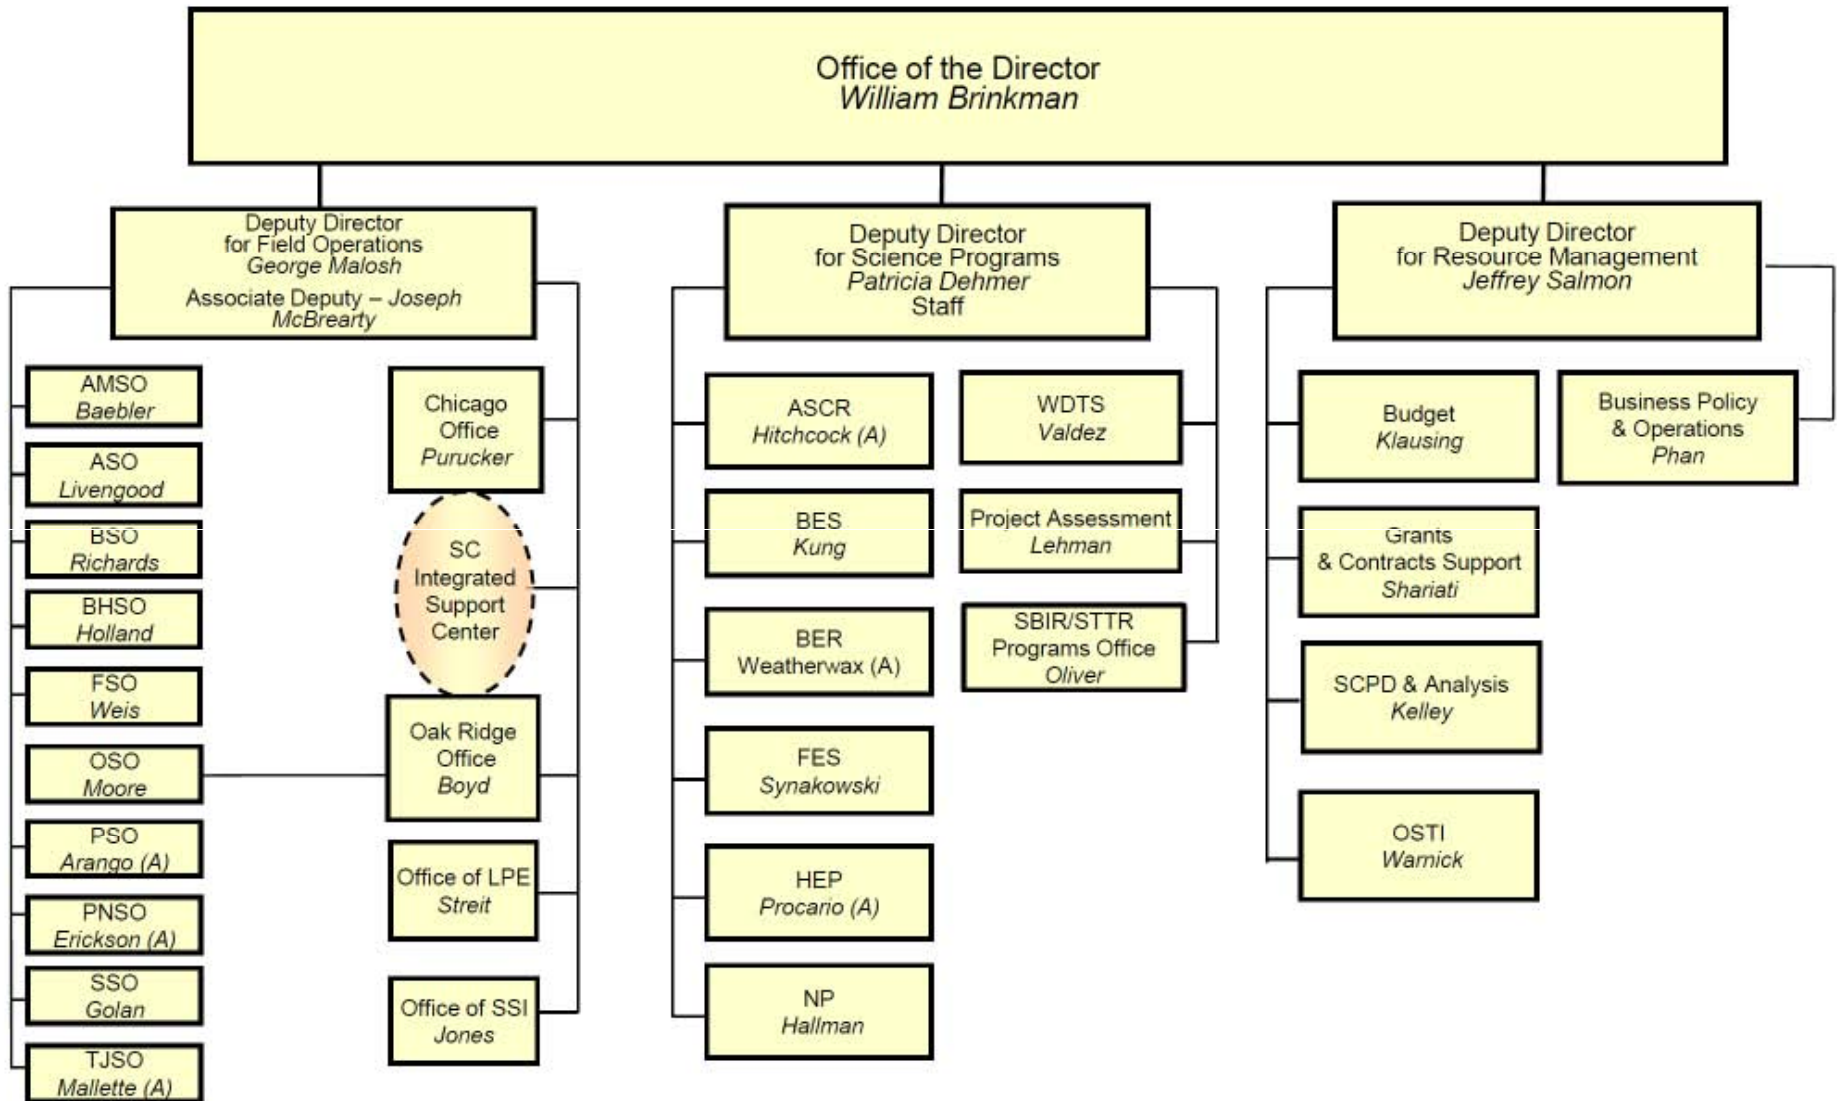 Office of the Director
William Brinkman
Deputy Director
for Field Operations
George Malosh
Associate Deputy – Joseph
McBrearty
AMSO
Baebler
ASO
Livengood
BSO
Richards
BHSO
Holland
FSO
Weis
OSO
Moore
PSO
Arango (A)
PNSO
Erickson (A)
SSO
Golan
TJSO
Mallette (A)
Chicago
Office
Purucker
SC
Integrated
Support
Center
Oak Ridge
Office
Boyd
Office of LPE
Streit
Office of SSI
Jones
Deputy Director
for Science Programs
Patricia Dehmer
Staff
ASCR
Hitchcock (A)
BES
Kung
BER
Weatherwax (A)
FES
Synakowski
HEP
Procario (A)
NP
Hallman
WDTS
Valdez
Project Assessment
Lehman
SBIR/STTR
Programs Office
Oliver
Deputy Director
for Resource Management
Jeffrey Salmon
Budget
Klausing
Grants
& Contracts Support
Shariati
SCPD & Analysis
Kelley
OSTI
Warnick
Business Policy
& Operations
Phan